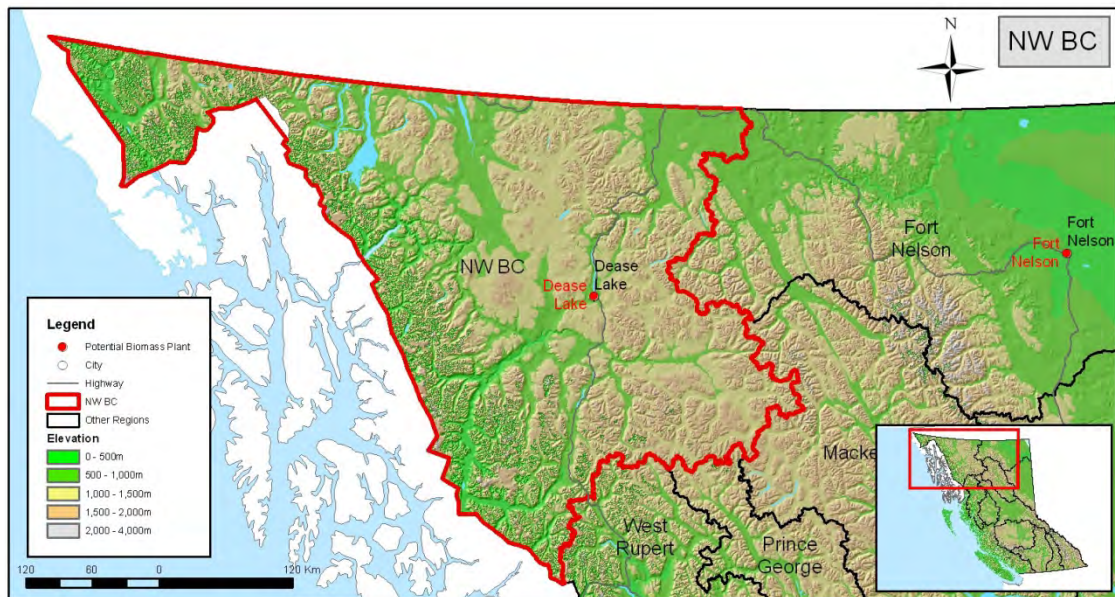 N
NW BC
NW BC
Dease
Lake
Dease
Lake
Fort
Nelson
Fort
Nelson
Fort
Nelson
Legend
Potential Biomass Plant
City
Highway
NW BC
Other Regions
Elevation
0 - 500m
500 - 1,000m
1,000 - 1,500m
1,500 - 2,000m
2,000 - 4,000m
Macke
West
Rupert
Prince
George
120 60 0 120 Km